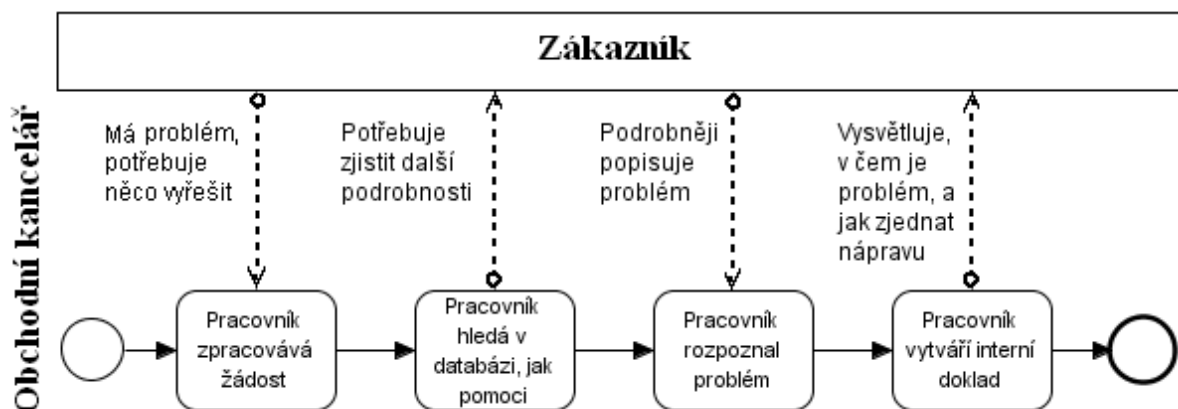 Zákazník
Obchodní kancelář
Má problém,
potřebuje
něco vyřešit
Potřebuje
zjistit další
podrobnosti
Podrobněji
popisuje
problém
Vysvětluje,
v čem je
problém, a
jak zjednat
nápravu
Pracovník
zpracovává
žádost
Pracovník
hledá v
databázi, jak
pomoci
Pracovník
rozpoznal
problém
Pracovník
vytváří interní
doklad